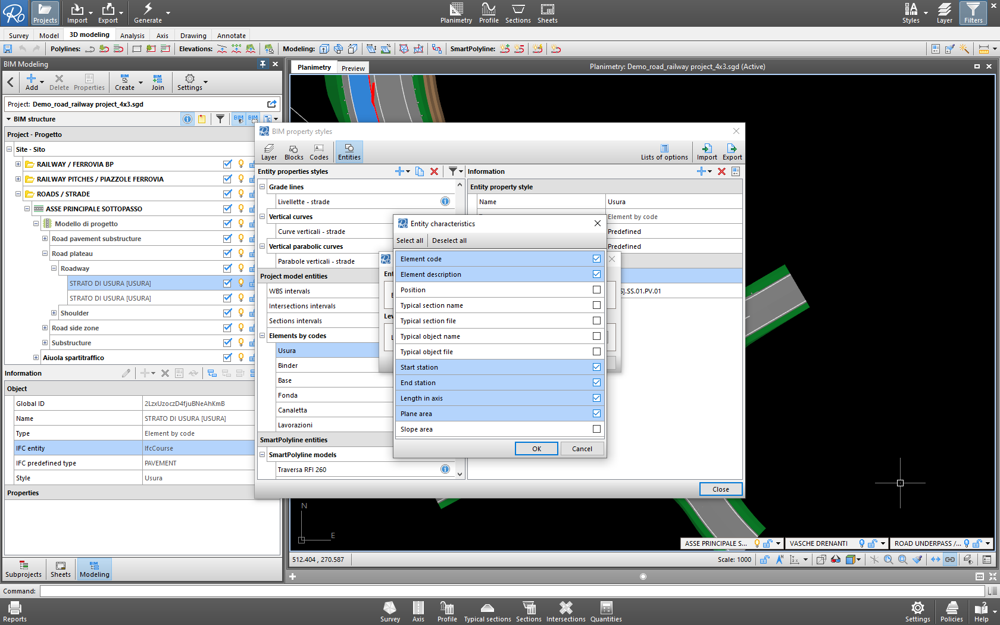 Projects
Import
Export
Generate
Planimetry
Profile
Sections
Sheets
Styles
Layer
Filters
Survey
Model
3D modeling
Analysis
Axis
Drawing
Annotate
Polylines:
Elevations:
Modeling:
SmartPolyline:
BIM Modeling
Add
Delete
Properties
BIM
Create
BIM
Join
Settings
Project: Demo_road_railway project_4x3.sgd
BIM structure
BIM
BIM
Project - Progetto
Site - Sito
RAILWAY / FERROVIA BP
RAILWAY PITCHES / PIAZZOLE FERROVIA
ROADS / STRADE
ASSE PRINCIPALE SOTTOPASSO
Modello di progetto
Road pavement substructure
Road plateau
Roadway
STRATO DI USURA [USURA]
STRATO DI USURA [USURA]
Shoulder
Road side zone
Substructure
Aiuola spartitraffico
Information
Object
Global ID 2LzxUzoczD4fjuBNeAhKmB
Name STRATO DI USURA [USURA]
Type Element by code
IFC entity IfcCourse
IFC predefined type PAVEMENT
Style Usura
Properties
Subprojects
Sheets
BIM
Modeling
Planimetry
Preview
Planimetry: Demo_road_railway project_4x3.sgd (Active)
BIM property styles
Layer
Blocks
A...
Codes
Entities
Lists of options
Import
Export
Entity properties styles
Grade lines
Livellette - strade
Vertical curves
Curve verticali - strade
Vertical parabolic curves
Parabole verticali - strade
Project model entities
WBS intervals
Intersections intervals
Sections intervals
Elements by codes
Usura
Binder
Base
Fonda
Canaletta
Lavorazioni
SmartPolyline entities
SmartPolyline models
Traversa RFI 260
Information
Entity property style
Name Usura
Element by code
Predefined
Predefined
S].SS.01.PV.01
Close
Ent
Lev
Entity characteristics
Select all
Deselect all
Element code
Element description
Position
Typical section name
Typical section file
Typical object name
Typical object file
Start station
End station
Length in axis
Plane area
Slope area
OK
Cancel
N
E
ASSE PRINCIPALE S...
VASCHE DRENANTI
ROAD UNDERPASS /...
512.404 , 270.587
Scale: 1000
Command:
Reports
Survey
Axis
Profile
Typical sections
Sections
Intersections
Quantities
Settings
Policies
Help